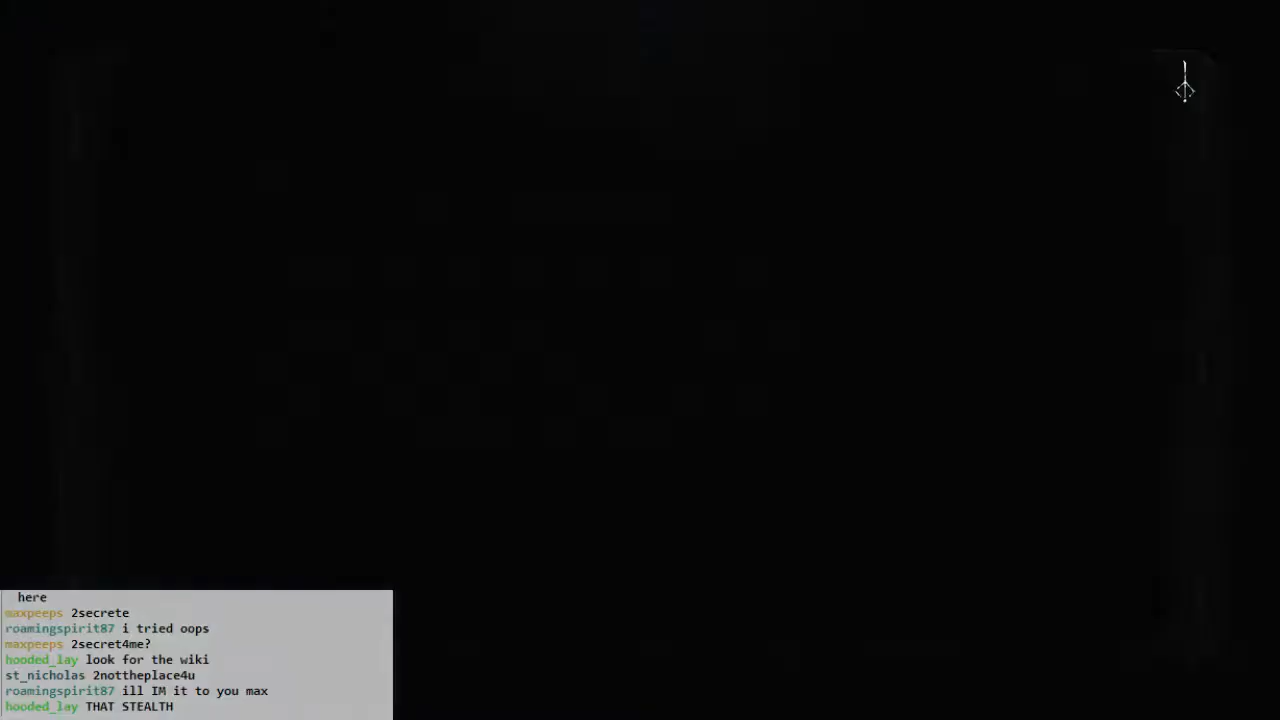 here
maxpeeps 2secrete
roamingspirit87 i tried oops
maxpeeps 2secret4me?
hooded_lay look for the wiki
st_nicholas 2nottheplace4u
roamingspirit87 ill IM it to you max
hooded_lay THAT STEALTH